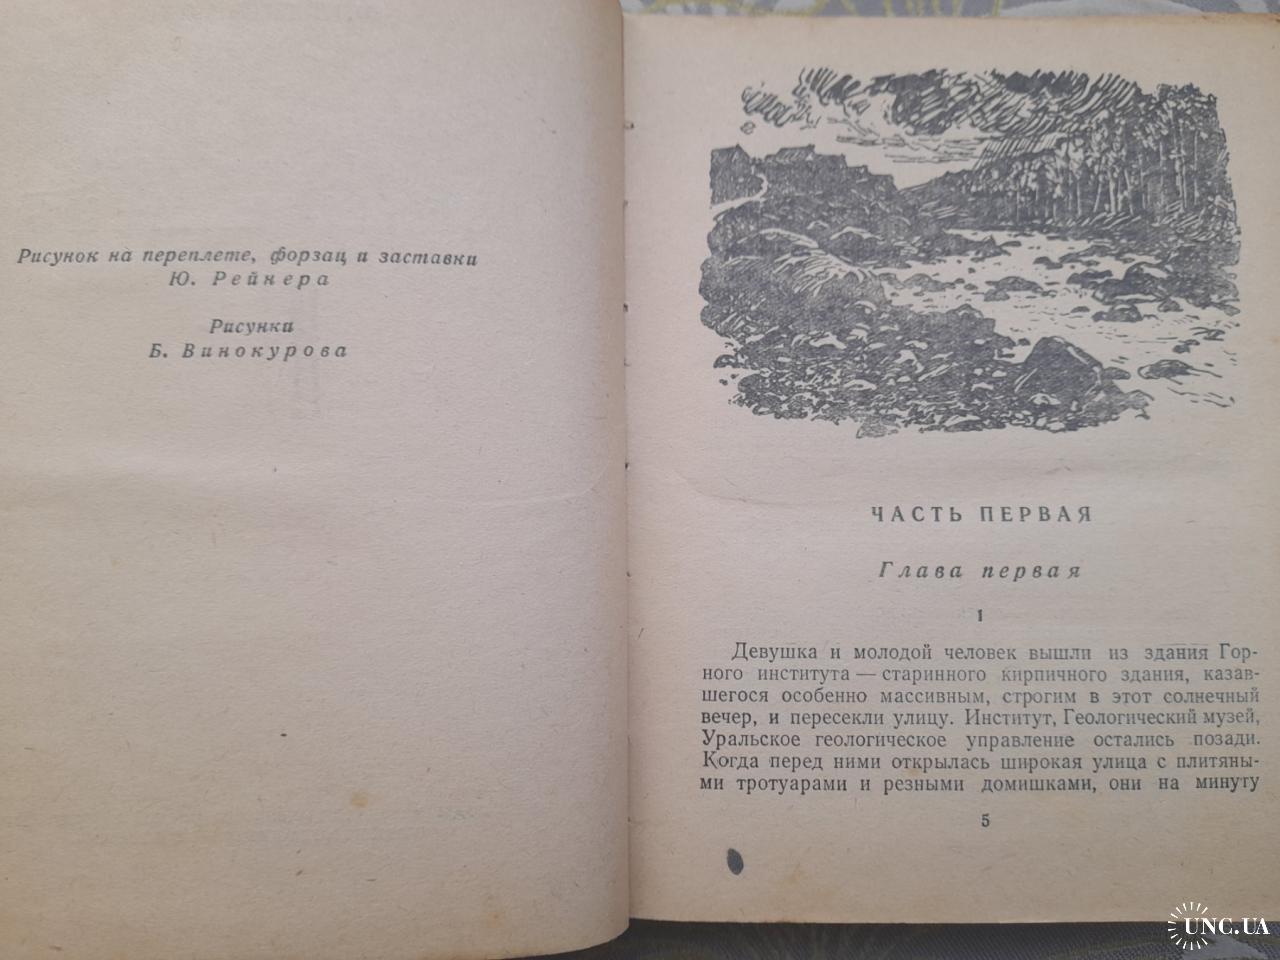 Рисунок на переплете, форзац и заставки
Ю. Рейнера
Рисунки
Б. Винокурова
ЧАСТЬ ПЕРВАЯ
Глава первая
1
Девушка и молодой человек вышли из здания Гор-
ного института — старинного кирпичного здания, казав-
шегося особенно массивным, строгим в этот солнечный
вечер, и пересекли улицу. Институт, Геологический музей,
Уральское геологическое управление остались позади.
Когда перед ними открылась широкая улица с плитяны-
ми тротуарами и резными домишками, они на минуту
5
UNC.UA